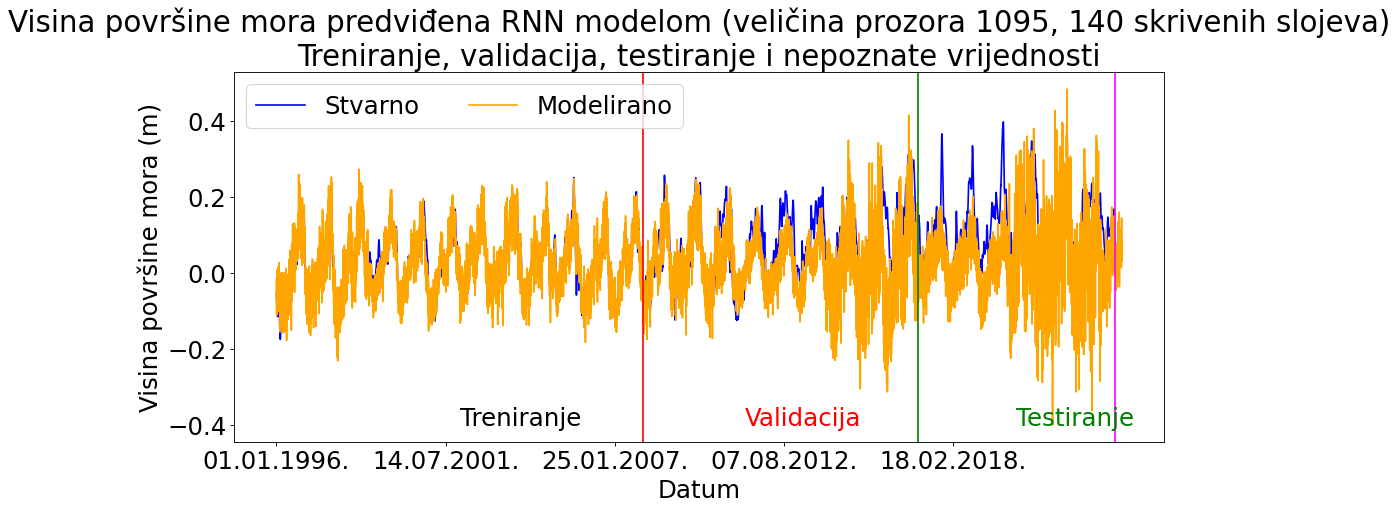 Visina površine mora predviđena RNN modelom (veličina prozora 1095, 140 skrivenih slojeva)
Treniranje, validacija, testiranje i nepoznate vrijednosti
Stvarno Modelirano
Visina površine mora (m)
0.4
0.2
0.0
−0.2
−0.4
Treniranje Validacija Testiranje
01.01.1996. 14.07.2001. 25.01.2007. 07.08.2012. 18.02.2018.
Datum